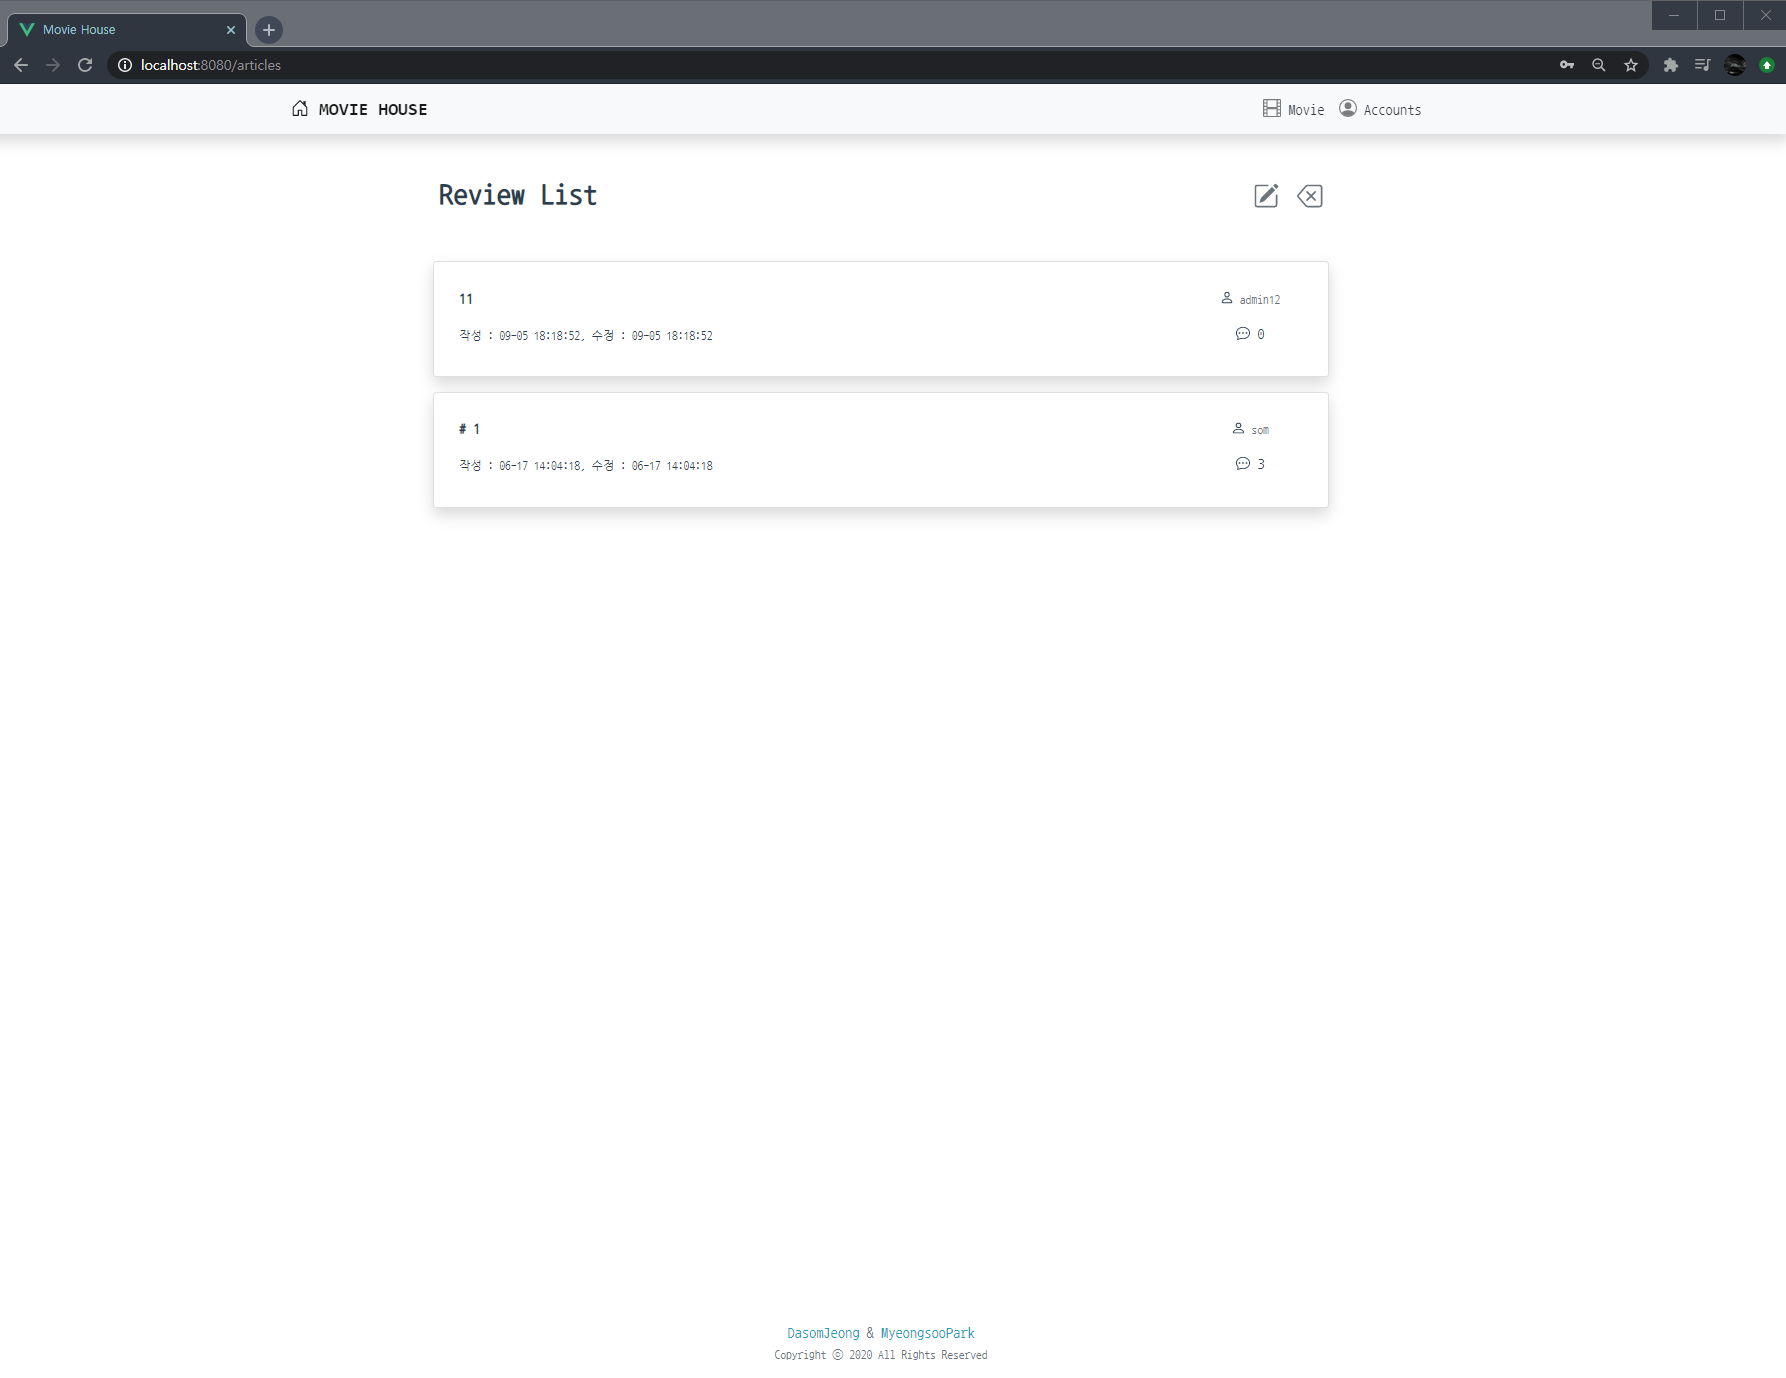 Movie House
localhost:8080/articles
MOVIE HOUSE
Movie Accounts
Review List
11
admin12
작성 : 09-05 18:18:52, 수정 : 09-05 18:18:52
0
# 1
som
작성 : 06-17 14:04:18, 수정 : 06-17 14:04:18
3
DasomJeong & MyeongsooPark
Copyright ⓒ 2020 All Rights Reserved